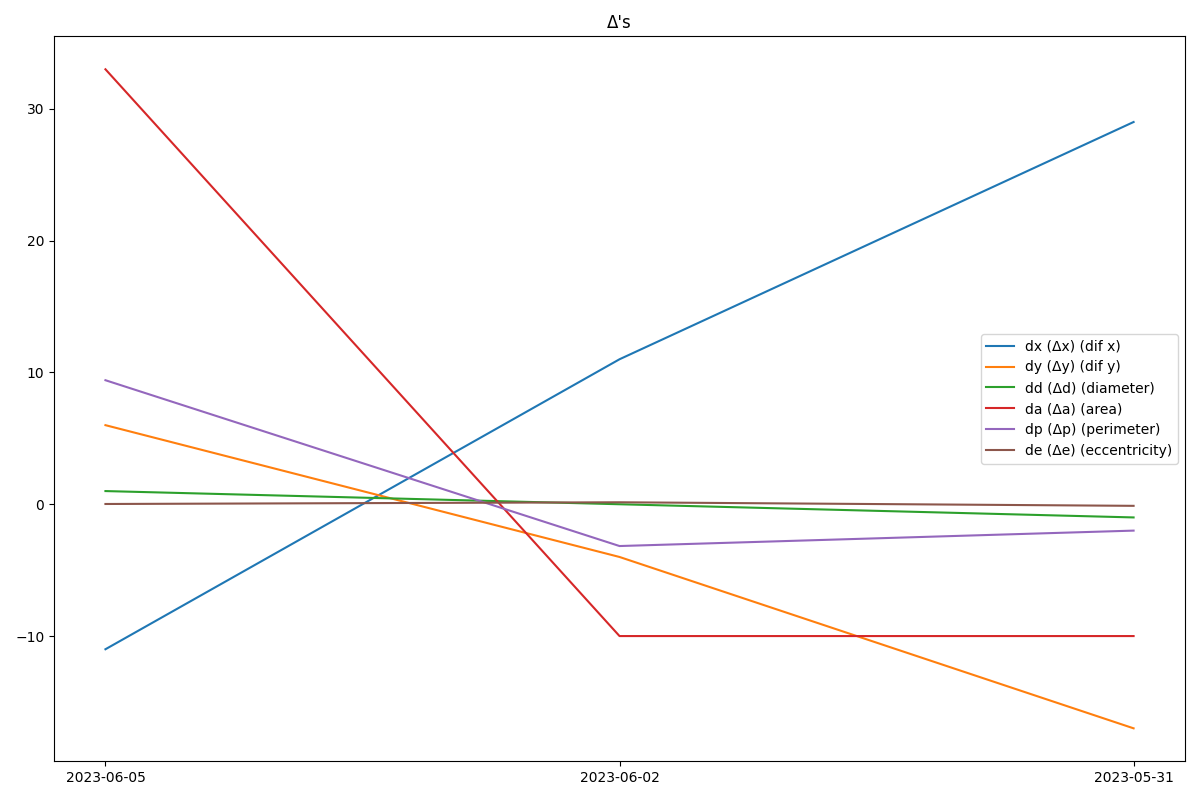 Δ's
30
20
10
0
−10
dx (Δx) (dif x)
dy (Δy) (dif y)
dd (Δd) (diameter)
da (Δa) (area)
dp (Δp) (perimeter)
de (Δe) (eccentricity)
2023-06-05
2023-06-02
2023-05-31